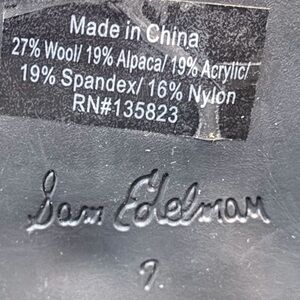 Made in China
27% Wool/ 19% Alpaca/ 19% Acrylic/
19% Spandex/ 16% Nylon
RN#135823
Sam Edelman
7